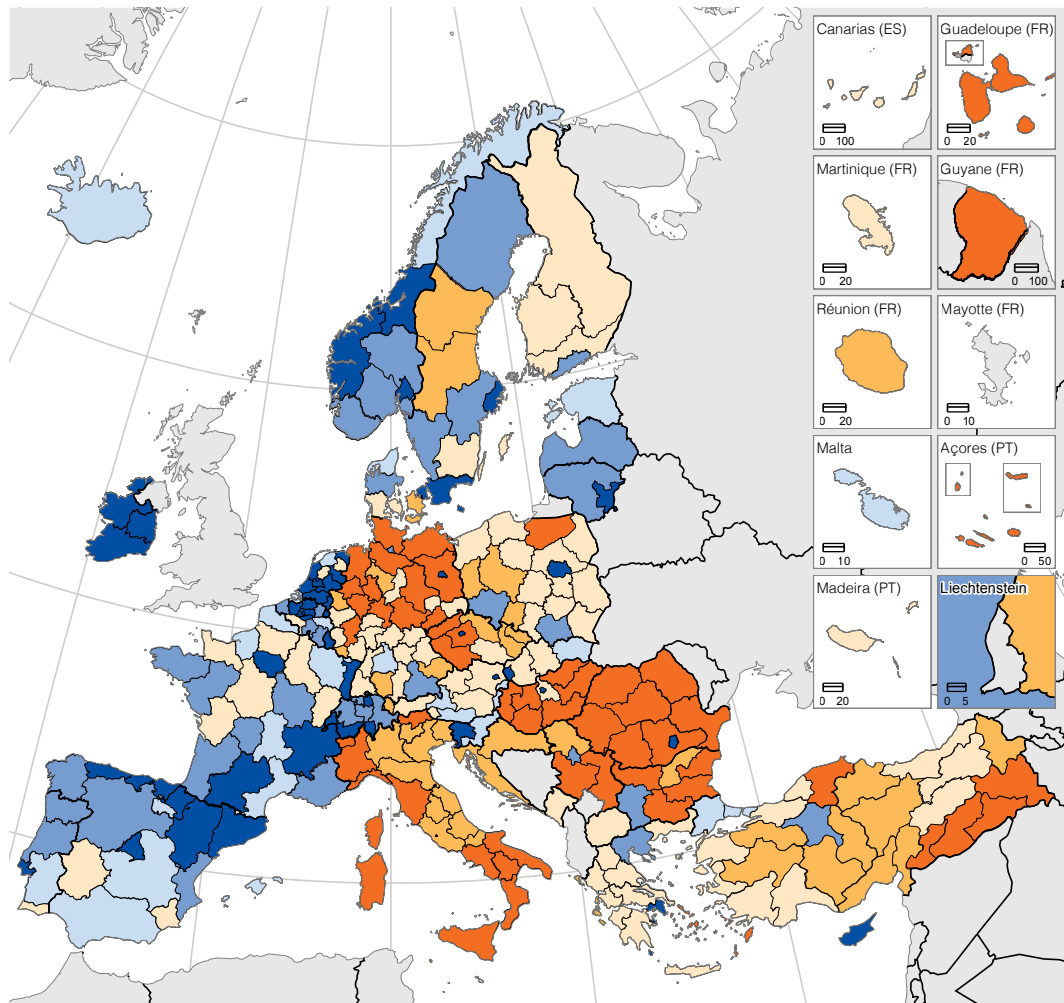 Canarias (ES)
0 100
Guadeloupe (FR)
0 20
Martinique (FR)
0 20
Guyane (FR)
0 100
Réunion (FR)
0 20
Mayotte (FR)
0 10
Malta
0 10
Açores (PT)
0 50
Madeira (PT)
0 20
Liechtenstein
0 5